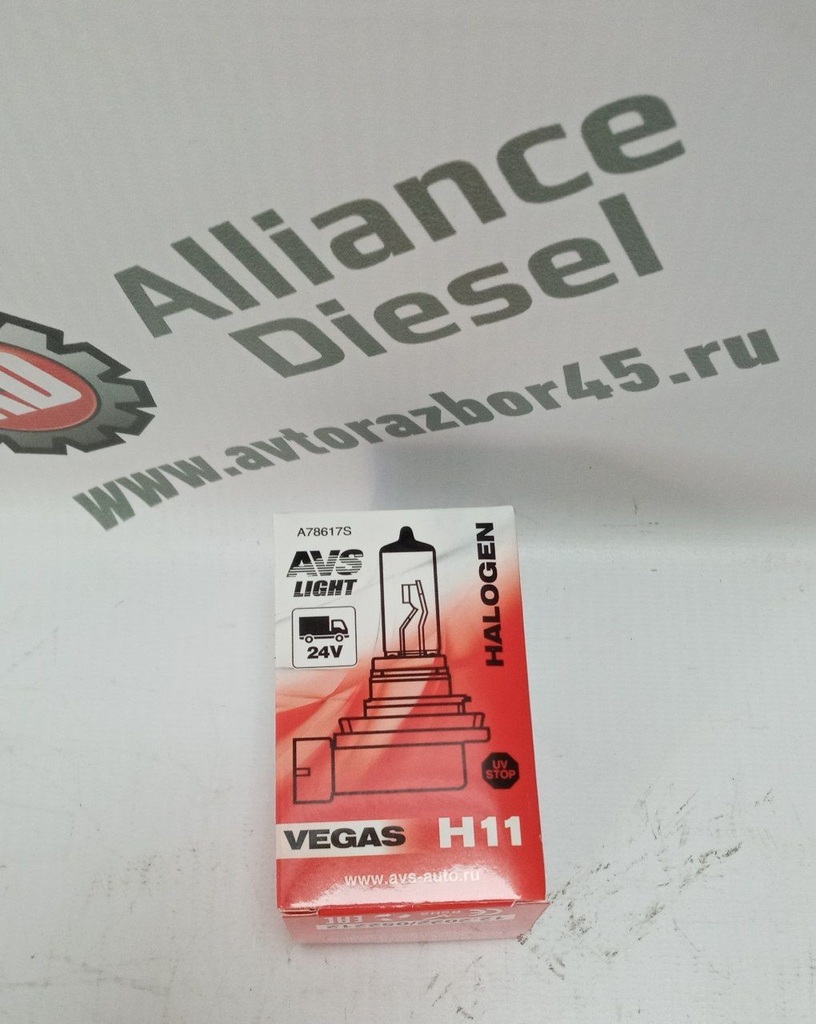 Alliance
Diesel
www.avtorazbor45.ru
A78617S
AVS
LIGHT
24V
HALOGEN
UV
STOP
VEGAS H11
www.avs-auto.ru